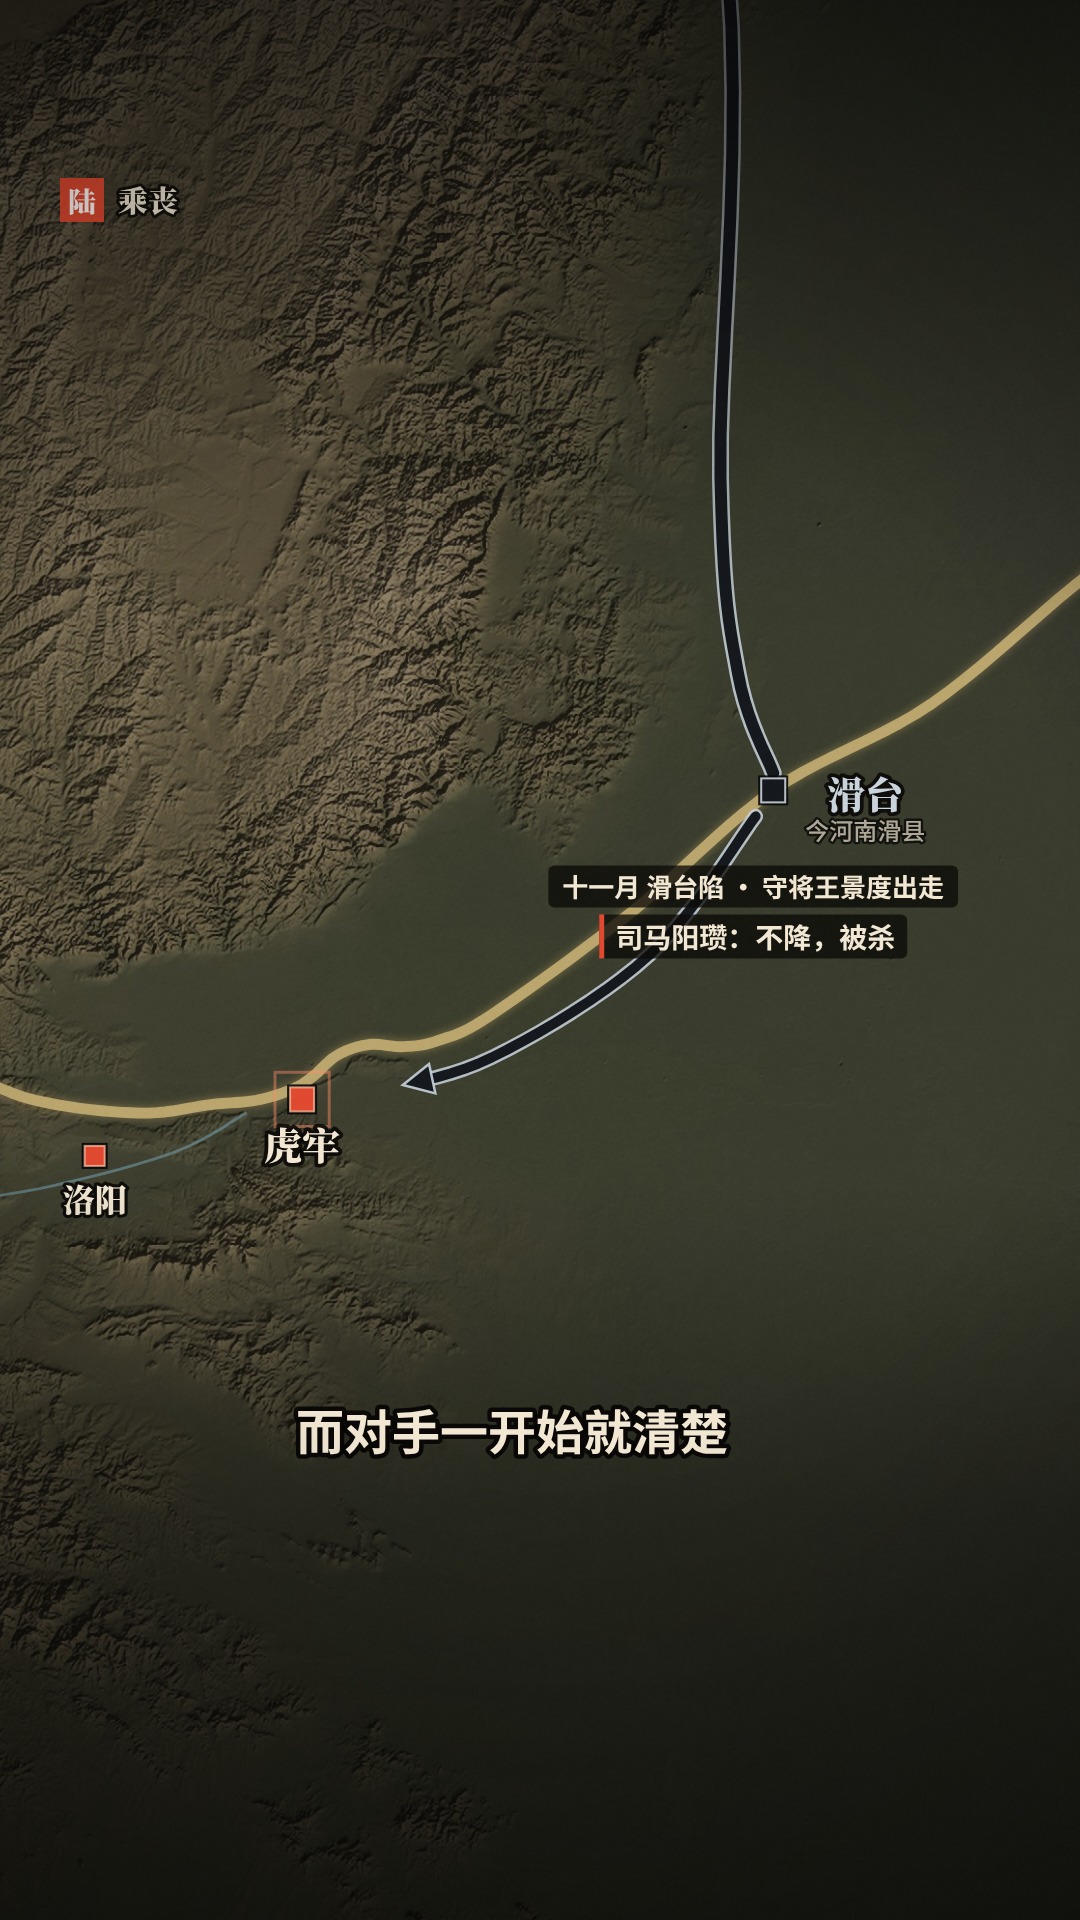 陆 乘丧
滑台
今河南滑县
十一月 滑台陷 · 守将王景度出走
司马阳瓒：不降，被杀
虎牢
洛阳
而对手一开始就清楚